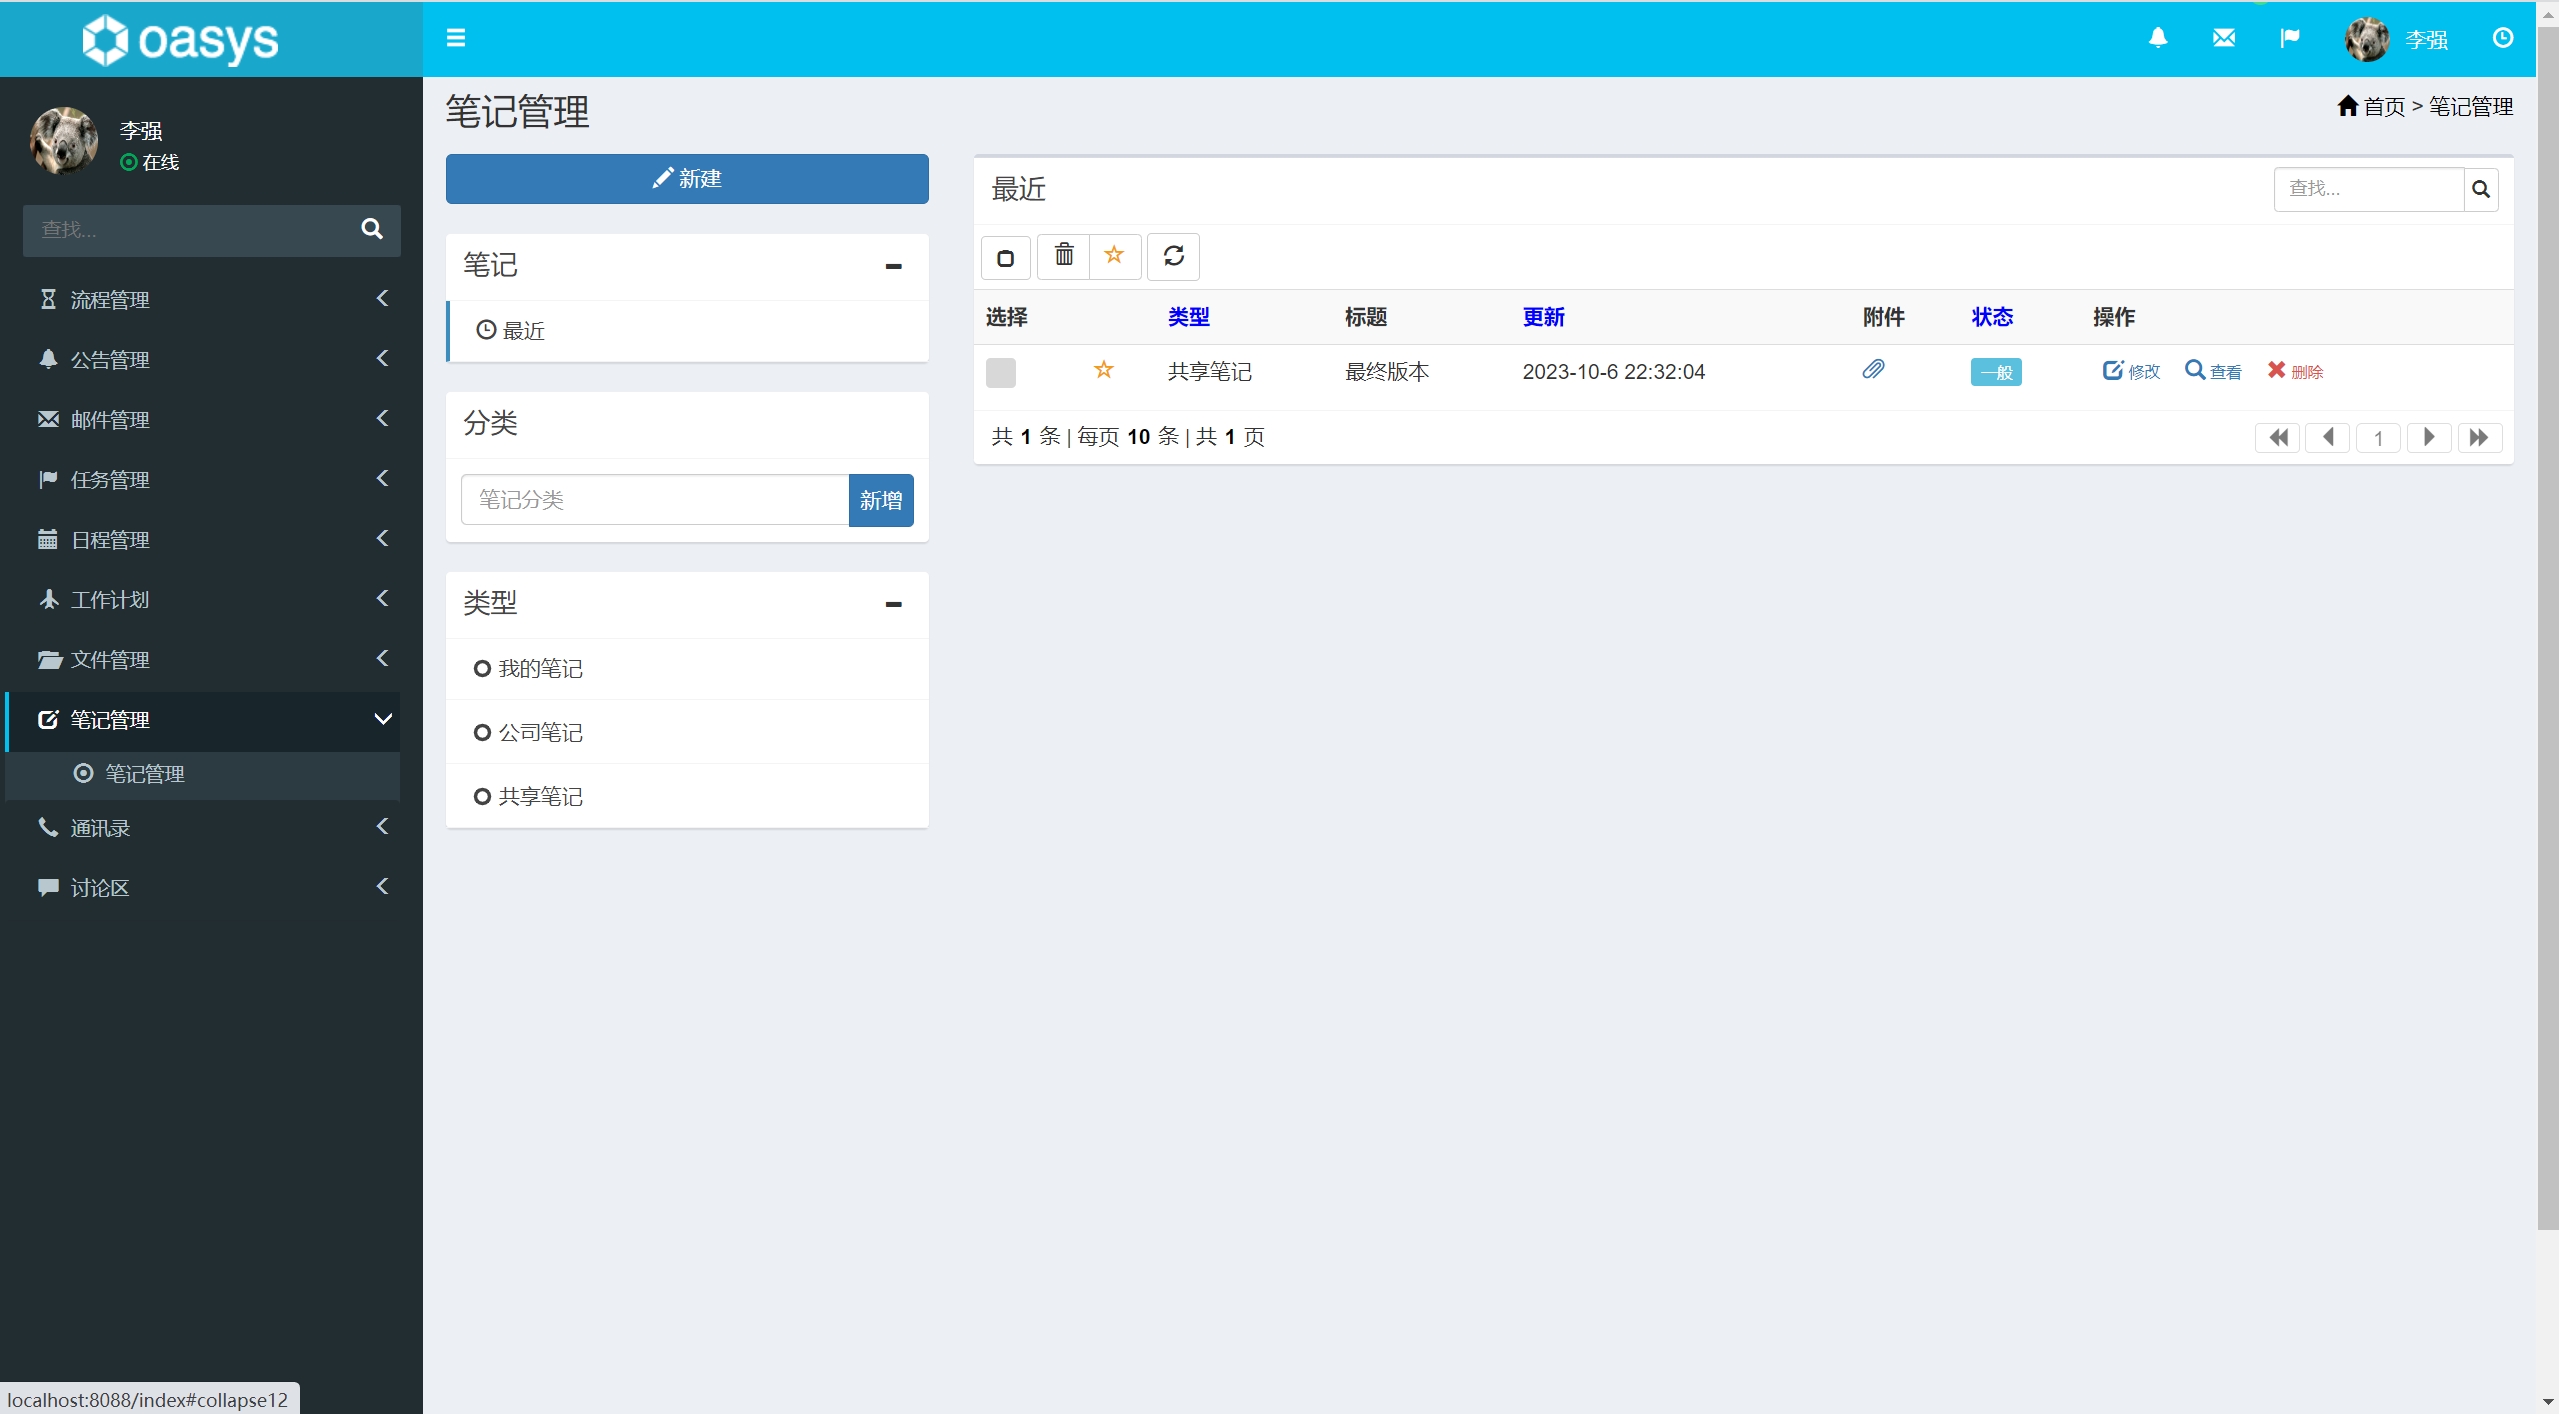 oasys
李强
李强
在线
查找...
流程管理
公告管理
邮件管理
任务管理
日程管理
工作计划
文件管理
笔记管理
笔记管理
通讯录
讨论区
localhost:8088/index#collapse12
笔记管理
首页 > 笔记管理
新建
笔记
最近
分类
笔记分类
新增
类型
我的笔记
公司笔记
共享笔记
最近
查找...
选择 类型 标题 更新 附件 状态 操作
共享笔记 最终版本 2023-10-6 22:32:04 一般 修改 查看 删除
共 1 条 | 每页 10 条 | 共 1 页
1